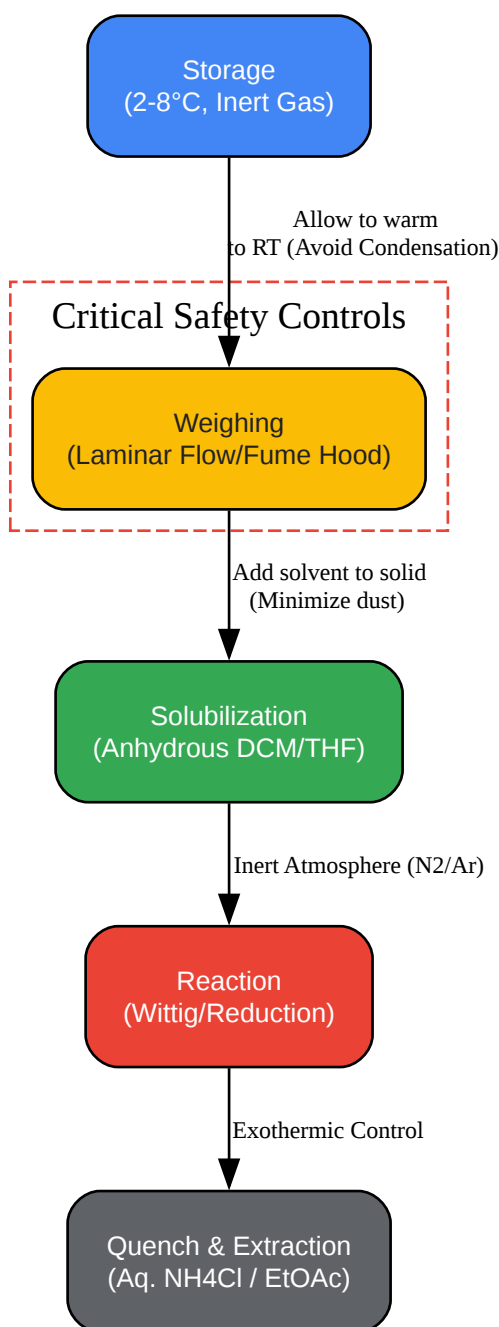 Storage
(2-8°C, Inert Gas)
Allow to warm
to RT (Avoid Condensation)
Critical Safety Controls
Weighing
(Laminar Flow/Fume Hood)
Add solvent to solid
(Minimize dust)
Solubilization
(Anhydrous DCM/THF)
Inert Atmosphere (N2/Ar)
Reaction
(Wittig/Reduction)
Exothermic Control
Quench & Extraction
(Aq. NH4Cl / EtOAc)